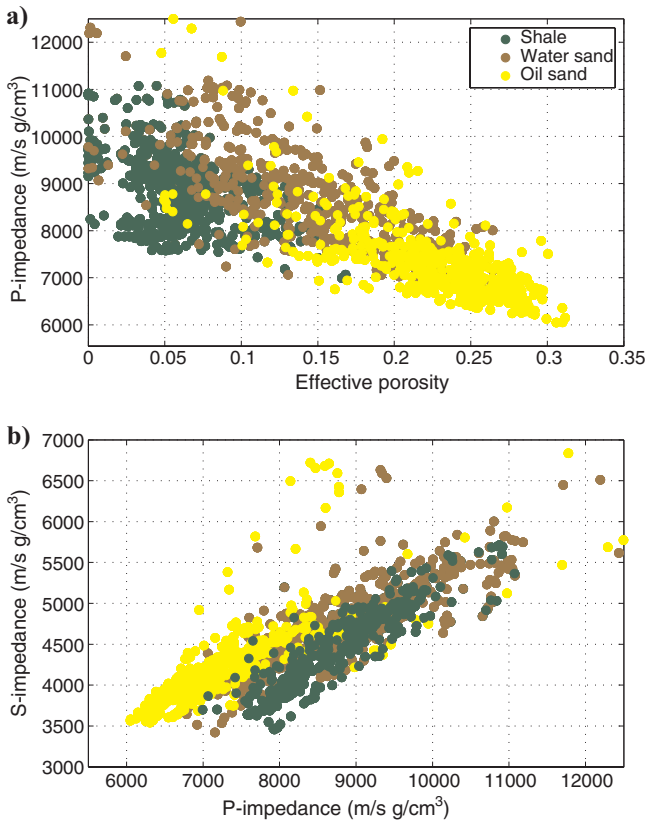 a)
12000
11000
10000
9000
8000
7000
6000
P-impedance (m/s g/cm³)
Shale
Water sand
Oil sand
0 0.05 0.1 0.15 0.2 0.25 0.3 0.35
Effective porosity
b)
7000
6500
6000
5500
5000
4500
4000
3500
3000
S-impedance (m/s g/cm³)
6000 7000 8000 9000 10000 11000 12000
P-impedance (m/s g/cm³)